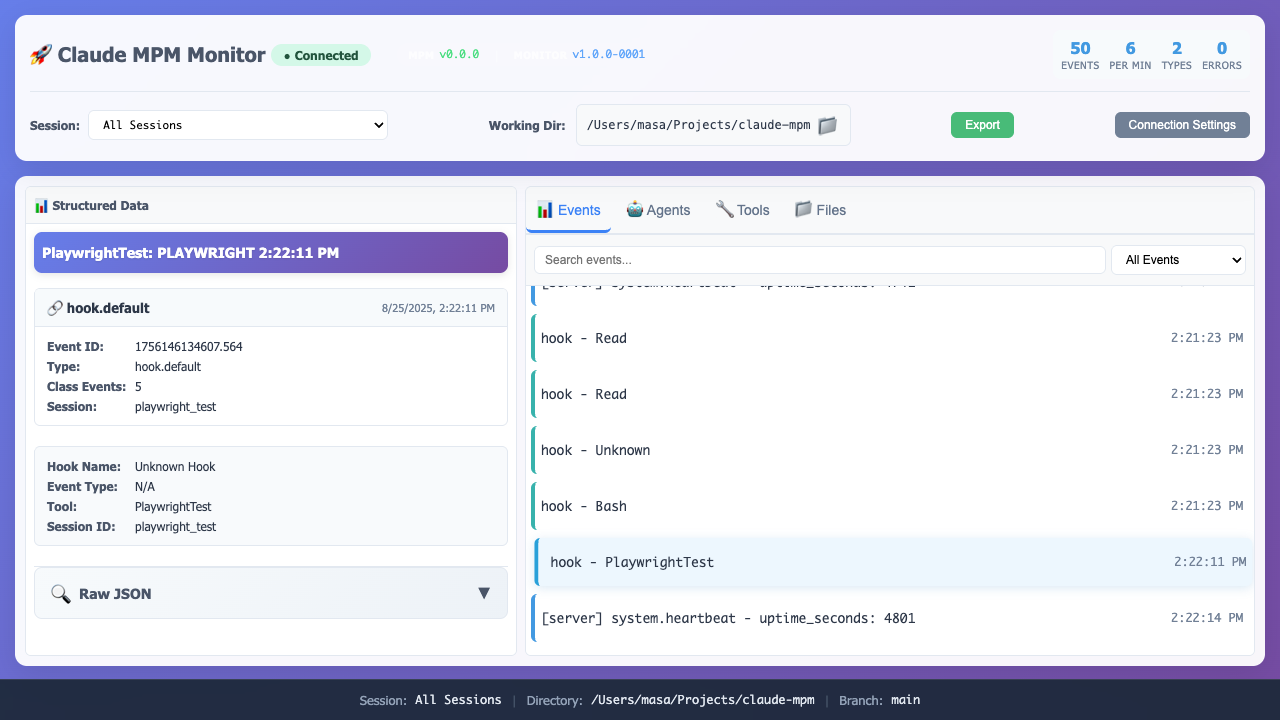 Claude MPM Monitor
● Connected
v0.0.0
v1.0.0-0001
50 EVENTS
6 PER MIN
2 TYPES
0 ERRORS
Session: All Sessions
Working Dir: /Users/masa/Projects/claude-mpm
Export
Connection Settings
Structured Data
PlaywrightTest: PLAYWRIGHT 2:22:11 PM
hook.default 8/25/2025, 2:22:11 PM
Event ID: 1756146134607.564
Type: hook.default
Class Events: 5
Session: playwright_test
Hook Name: Unknown Hook
Event Type: N/A
Tool: PlaywrightTest
Session ID: playwright_test
Raw JSON ▼
Events Agents Tools Files
Search events...
All Events
[server] system.heartbeat - uptime_seconds:
hook - Read 2:21:23 PM
hook - Read 2:21:23 PM
hook - Unknown 2:21:23 PM
hook - Bash 2:21:23 PM
hook - PlaywrightTest 2:22:11 PM
[server] system.heartbeat - uptime_seconds: 4801 2:22:14 PM
Session: All Sessions | Directory: /Users/masa/Projects/claude-mpm | Branch: main